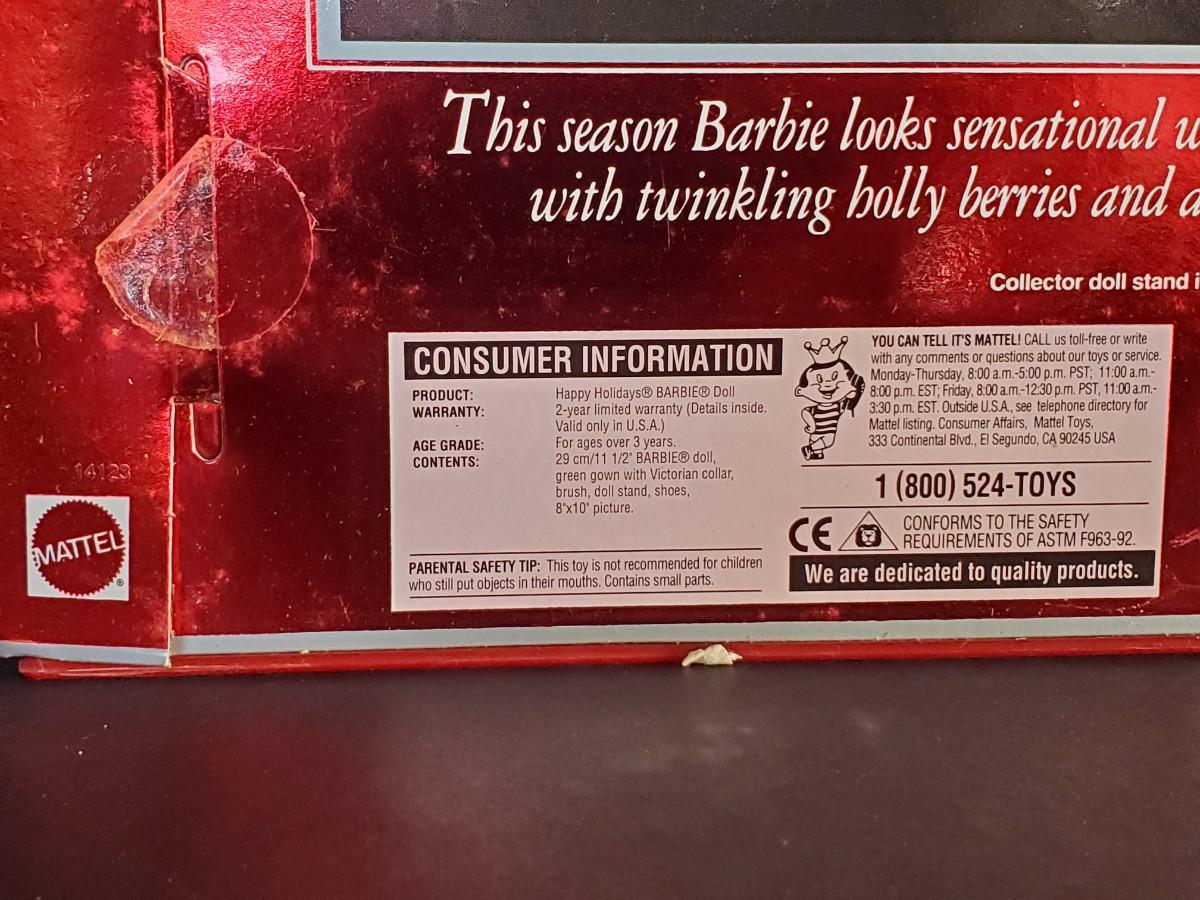 This season Barbie looks sensational
with twinkling holly berries and
Collector doll stand
CONSUMER INFORMATION
PRODUCT: Happy Holidays® BARBIE® Doll
WARRANTY: 2-year limited warranty (Details inside.
Valid only in U.S.A.)
AGE GRADE: For ages over 3 years.
CONTENTS: 29 cm/11 1/2" BARBIE® doll,
green gown with Victorian collar,
brush, doll stand, shoes,
8"x10" picture.
PARENTAL SAFETY TIP: This toy is not recommended for children
who still put objects in their mouths. Contains small parts.
YOU CAN TELL IT'S MATTEL! CALL us toll-free or write
with any comments or questions about our toys or service.
Monday-Thursday, 8:00 a.m.-5:00 p.m. PST; 11:00 a.m.-
8:00 p.m. EST; Friday, 8:00 a.m.-12:30 p.m. PST, 11:00 a.m.-
3:30 p.m. EST. Outside U.S.A., see telephone directory for
Mattel listing. Consumer Affairs, Mattel Toys,
333 Continental Blvd., El Segundo, CA 90245 USA
1 (800) 524-TOYS
CE
CONFORMS TO THE SAFETY
REQUIREMENTS OF ASTM F963-92.
We are dedicated to quality products.
14123
MATTEL®